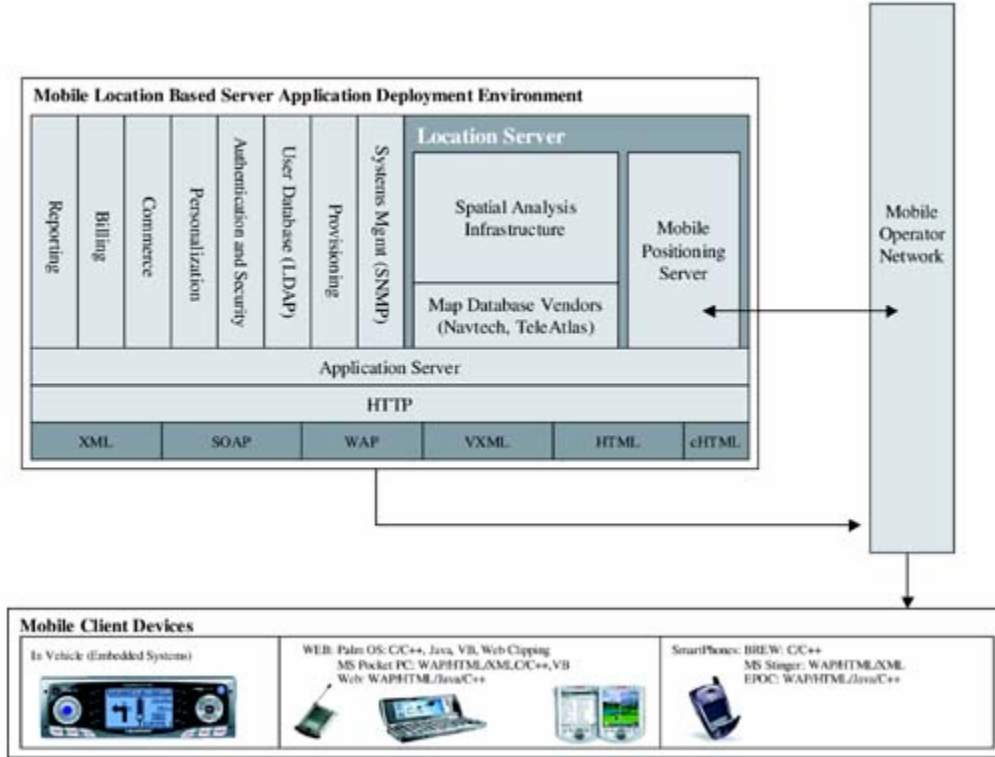 Mobile Location Based Server Application Deployment Environment
Reporting
Billing
Commerce
Personalization
Authentication and Security
User Database (LDAP)
Provisioning
Systems Mgmt (SNMP)
Location Server
Spatial Analysis
Infrastructure
Map Database Vendors
(Navtech, TeleAtlas)
Mobile
Positioning
Server
Mobile
Operator
Network
Application Server
HTTP
XML
SOAP
WAP
VXML
HTML
cHTML
Mobile Client Devices
In Vehicle (Embedded Systems)
WEB: Palm OS: C/C++, Java, VB, Web Clipping
MS Pocket PC: WAP/HTML/XMLC/C++,VB
Web: WAP/HTML/Java/C++
SmartPhones: BREW: C/C++
MS Stinger: WAP/HTML/XML
EPOC: WAP/HTML/Java/C++